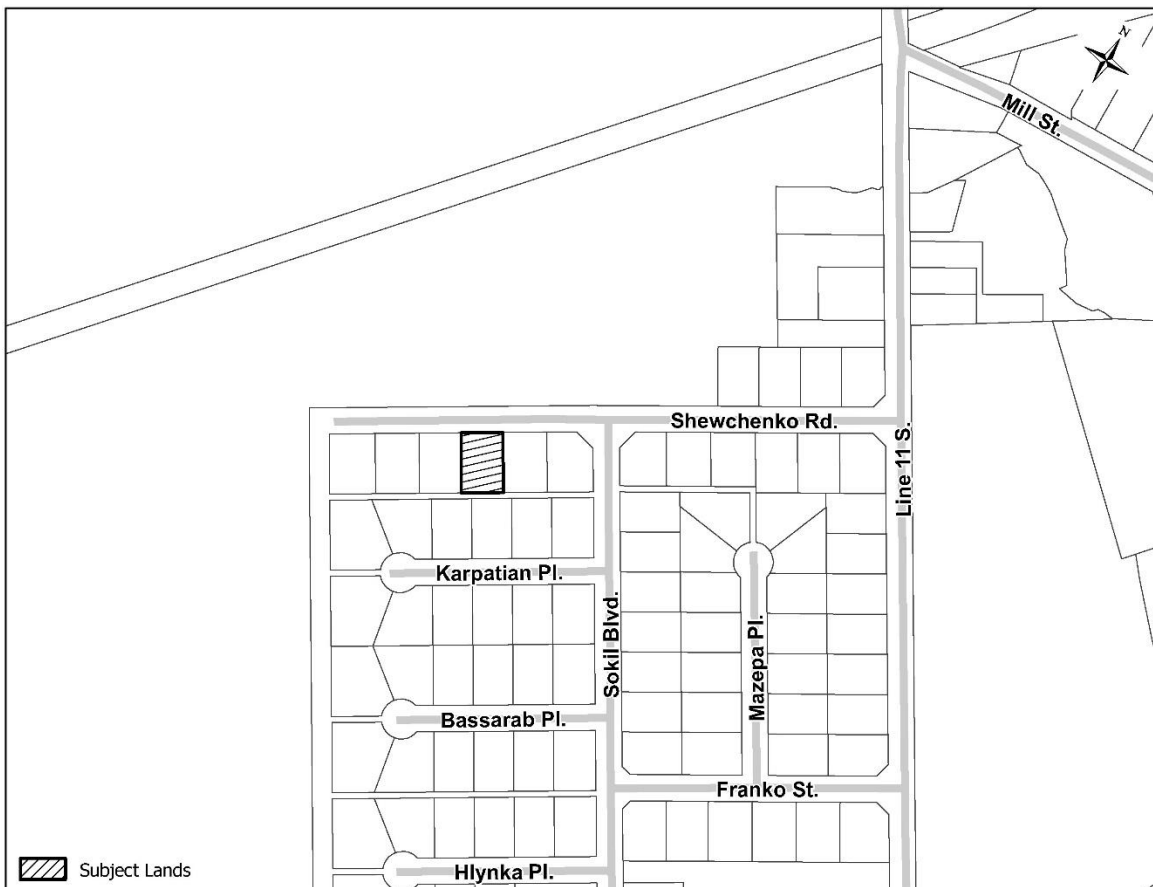 N
Mill St.
Shewchenko Rd.
Line 11 S.
Karpatian Pl.
Sokil Blvd.
Mazepa Pl.
Bassarab Pl.
Franko St.
Hlynka Pl.
Subject Lands